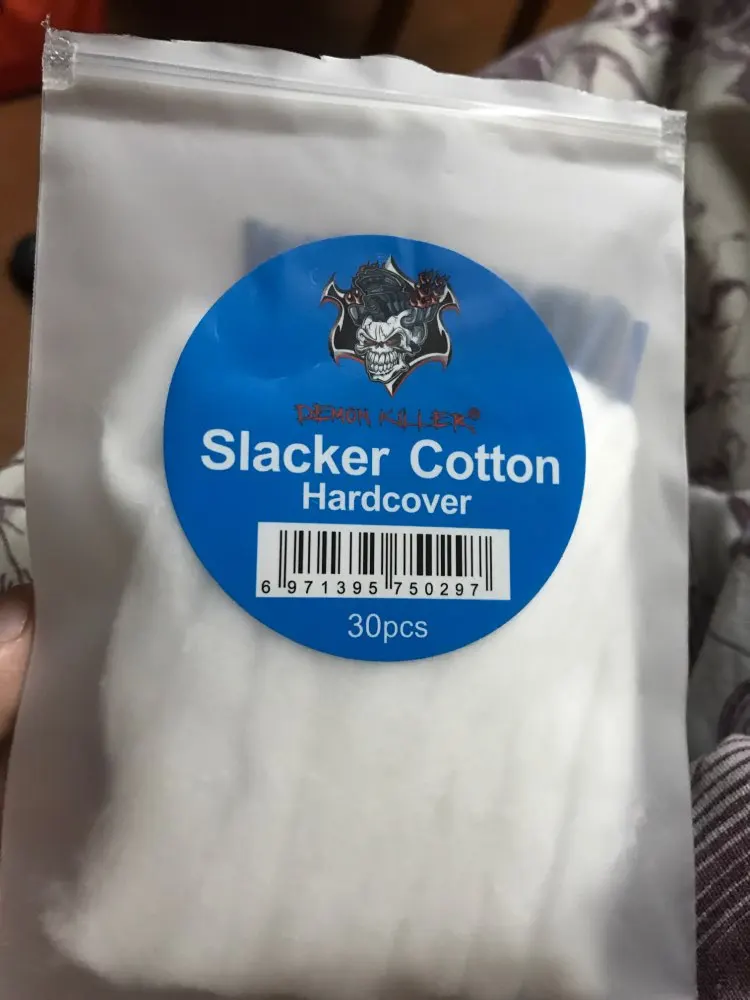 DEMON KILLER®
Slacker Cotton
Hardcover
6 971395 750297
30pcs